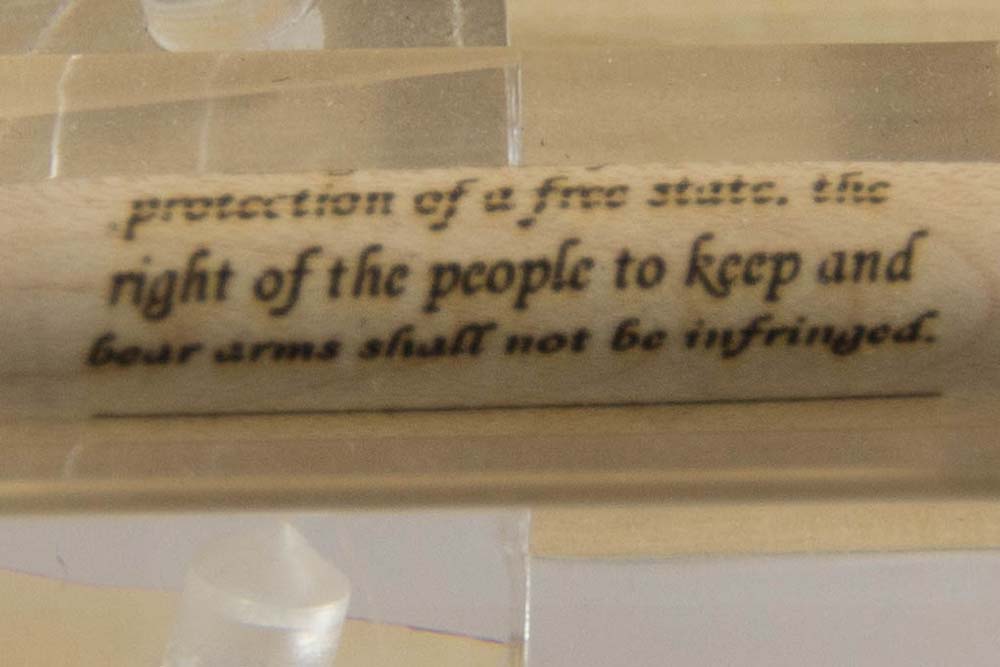 protection of a free state, the
right of the people to keep and
bear arms shall not be infringed.